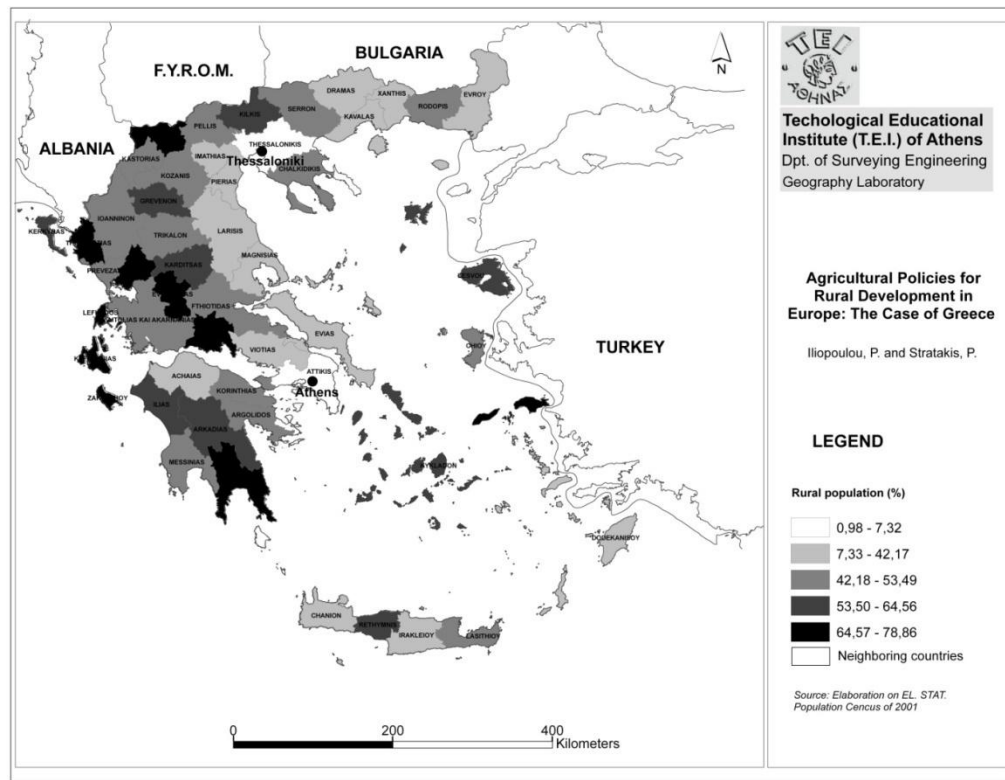 BULGARIA
F.Y.R.O.M.
ALBANIA
TURKEY
N
DRAMAS
XANTHIS
EVROY
RODOPIS
KAVALAS
SERRON
KILKIS
PELLIS
THESSALONIKIS
Thessaloniki
IMATHIAS
KASTORIAS
KOZANIS
CHALKIDIKIS
PIERIAS
GREVENON
IOANNINON
LARISIS
TRIKALON
MAGNISIAS
KARDITSAS
FTHIOTIDAS
EVIAS
VIOTIAS
CHIOY
ATTIKIS
Athens
ACHAIAS
KORINTHIAS
ILIAS
ARGOLIDOS
ARKADIAS
MESSINIAS
DODEKANISOY
CHANION
IRAKLEIOY
LASITHIOY
0
200
400
Kilometers
T E I
ΑΘΗΝΑΣ
Techological Educational
Institute (T.E.I.) of Athens
Dpt. of Surveying Engineering
Geography Laboratory
Agricultural Policies for
Rural Development in
Europe: The Case of Greece
Iliopoulou, P. and Stratakis, P.
LEGEND
Rural population (%)
0,98 - 7,32
7,33 - 42,17
42,18 - 53,49
53,50 - 64,56
64,57 - 78,86
Neighboring countries
Source: Elaboration on EL. STAT.
Population Cencus of 2001